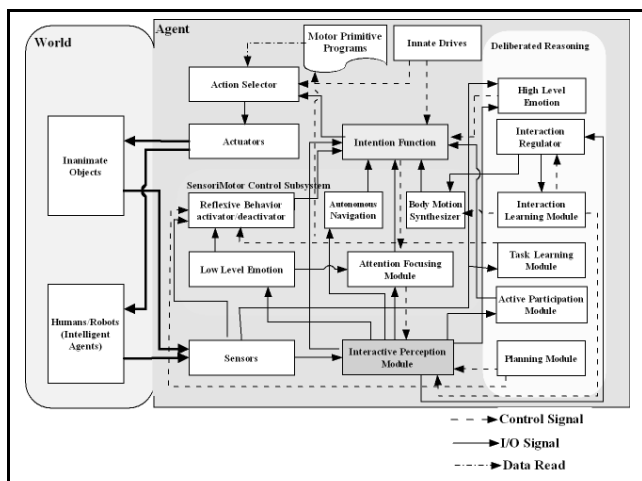 World
Agent
Motor Primitive
Programs
Innate Drives
Deliberated Reasoning
Action Selector
High Level
Emotion
Actuators
Intention Function
Interaction
Regulator
Inanimate
Objects
SensoriMotor Control Subsystem
Reflexive Behavior
activator/deactivator
Autonomous
Navigation
Body Motion
Synthesizer
Interaction
Learning Module
Low Level Emotion
Attention Focusing
Module
Task Learning
Module
Active Participation
Module
Humans/Robots
(Intelligent
Agents)
Sensors
Interactive Perception
Module
Planning Module
Control Signal
I/O Signal
Data Read